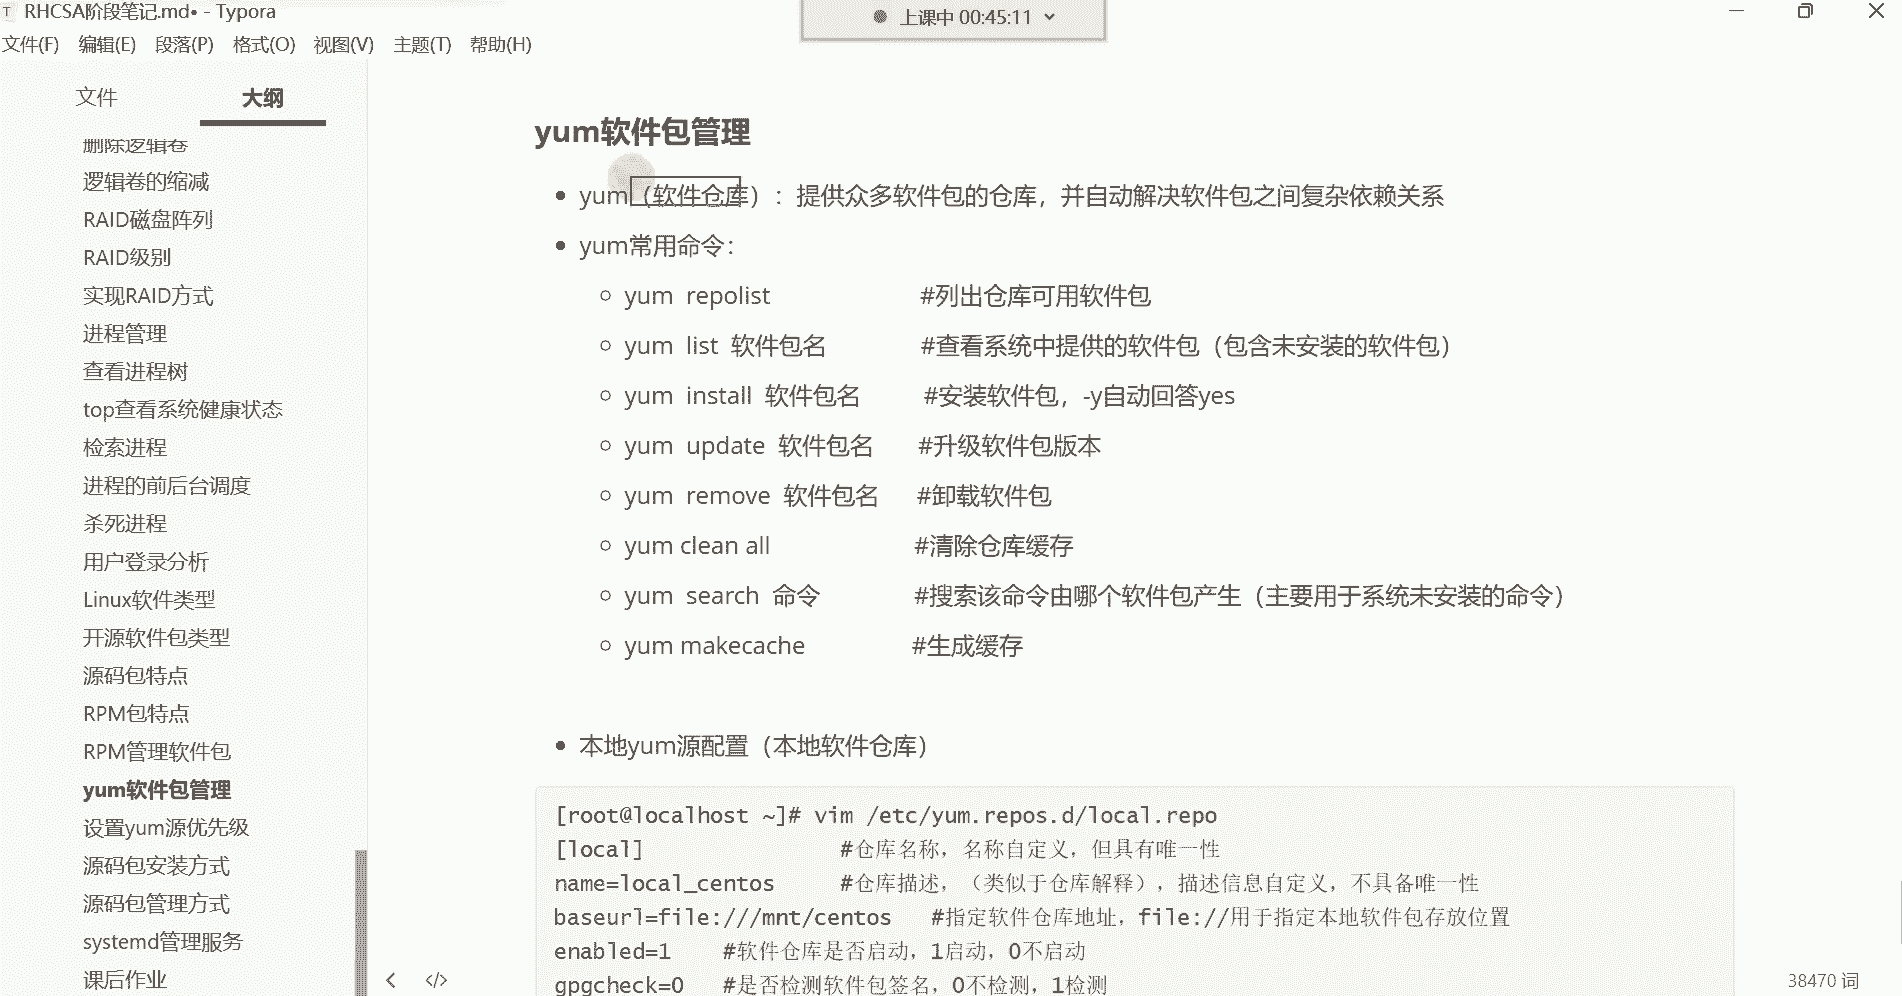 RHCSA阶段笔记.md• - Typora
上课中 00:45:11
文件(F) 编辑(E) 段落(P) 格式(O) 视图(V) 主题(T) 帮助(H)
文件 大纲
删除逻辑卷
逻辑卷的缩减
RAID磁盘阵列
RAID级别
实现RAID方式
进程管理
查看进程树
top查看系统健康状态
检索进程
进程的前后台调度
杀死进程
用户登录分析
Linux软件类型
开源软件包类型
源码包特点
RPM包特点
RPM管理软件包
yum软件包管理
设置yum源优先级
源码包安装方式
源码包管理方式
systemd管理服务
课后作业
yum软件包管理
yum（软件仓库）：提供众多软件包的仓库，并自动解决软件包之间复杂依赖关系
yum常用命令：
yum repolist #列出仓库可用软件包
yum list 软件包名 #查看系统中提供的软件包（包含未安装的软件包）
yum install 软件包名 #安装软件包，-y自动回答yes
yum update 软件包名 #升级软件包版本
yum remove 软件包名 #卸载软件包
yum clean all #清除仓库缓存
yum search 命令 #搜索该命令由哪个软件包产生（主要用于系统未安装的命令）
yum makecache #生成缓存
本地yum源配置（本地软件仓库）
[root@localhost ~]# vim /etc/yum.repos.d/local.repo
[local] #仓库名称，名称自定义，但具有唯一性
name=local_centos #仓库描述，（类似于仓库解释），描述信息自定义，不具备唯一性
baseurl=file:///mnt/centos #指定软件仓库地址，file://用于指定本地软件包存放位置
enabled=1 #软件仓库是否启动，1启动，0不启动
gpgcheck=0 #是否检测软件包签名，0不检测，1检测
38470 词